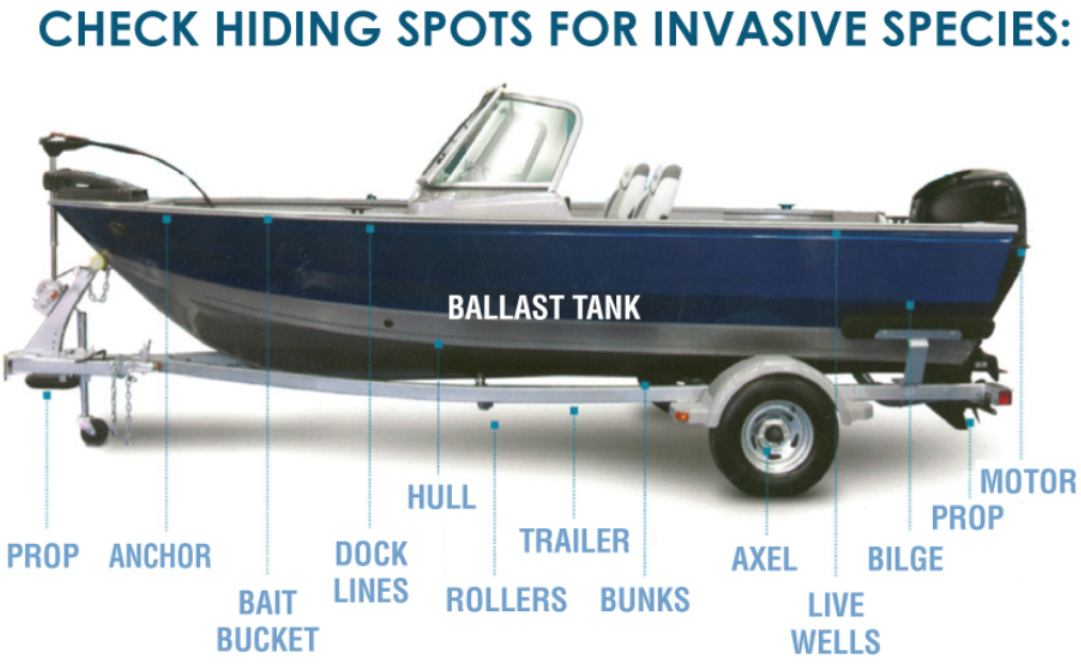 CHECK HIDING SPOTS FOR INVASIVE SPECIES:
BALLAST TANK
HULL
MOTOR
PROP
PROP
ANCHOR
DOCK
LINES
TRAILER
AXEL
BILGE
BAIT
BUCKET
ROLLERS
BUNKS
LIVE
WELLS